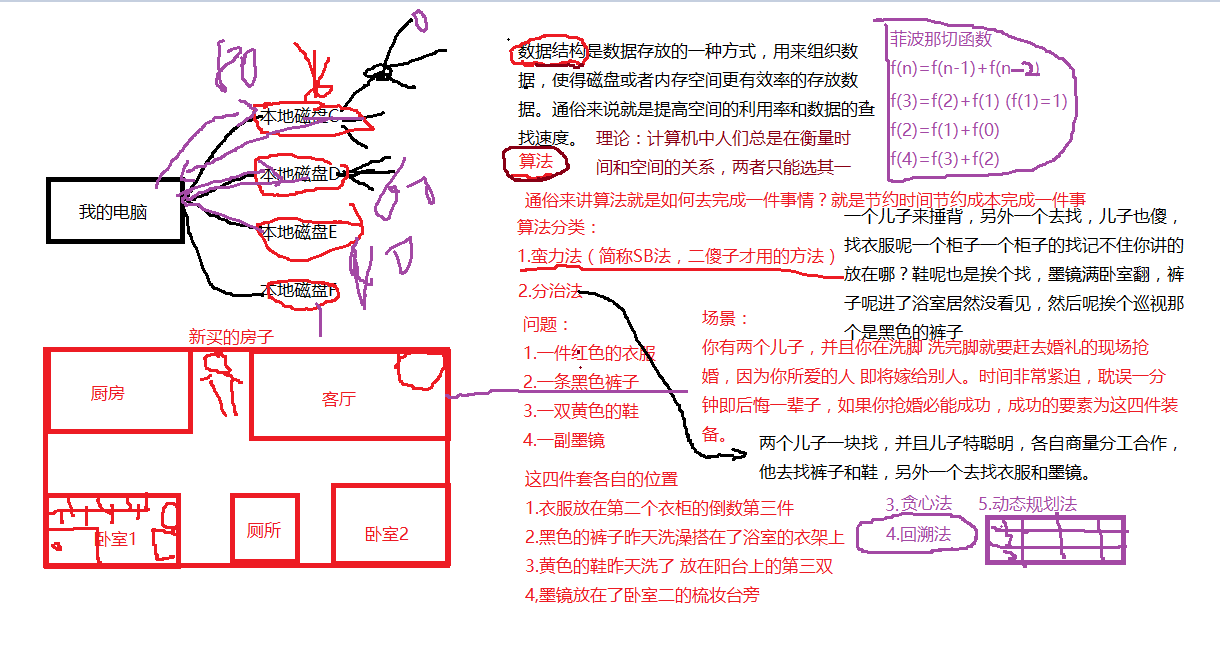 我的电脑
本地磁盘C
本地磁盘D
本地磁盘E
本地磁盘F
新买的房子
厨房
客厅
卧室1
厕所
卧室2
数据结构是数据存放的一种方式，用来组织数
据，使得磁盘或者内存空间更有效率的存放数
据。通俗来说就是提高空间的利用率和数据的查
找速度。
理论：计算机中人们总是在衡量时
间和空间的关系，两者只能选其一
算法
通俗来讲算法就是如何去完成一件事情？就是节约时间节约成本完成一件事
算法分类：
1.蛮力法（简称SB法，二傻子才用的方法）
2.分治法
菲波那切函数
f(n)=f(n-1)+f(n-2)
f(3)=f(2)+f(1) (f(1)=1)
f(2)=f(1)+f(0)
f(4)=f(3)+f(2)
一个儿子来捶背，另外一个去找，儿子也傻，
找衣服呢一个柜子一个柜子的找记不住你讲的
放在哪？鞋呢也是挨个找，墨镜满卧室翻，裤
子呢进了浴室居然没看见，然后呢挨个巡视那
个是黑色的裤子
问题：
1.一件红色的衣服
2.一条黑色裤子
3.一双黄色的鞋
4.一副墨镜
场景：
你有两个儿子，并且你在洗脚 洗完脚就要赶去婚礼的现场抢
婚，因为你所爱的人 即将嫁给别人。时间非常紧迫，耽误一分
钟即后悔一辈子，如果你抢婚必能成功，成功的要素为这四件装
备。
两个儿子一块找，并且儿子特聪明，各自商量分工合作，
他去找裤子和鞋，另外一个去找衣服和墨镜。
这四件套各自的位置
1.衣服放在第二个衣柜的倒数第三件
2.黑色的裤子昨天洗澡搭在了浴室的衣架上
3.黄色的鞋昨天洗了 放在阳台上的第三双
4,墨镜放在了卧室二的梳妆台旁
3.贪心法
4.回溯法
5.动态规划法